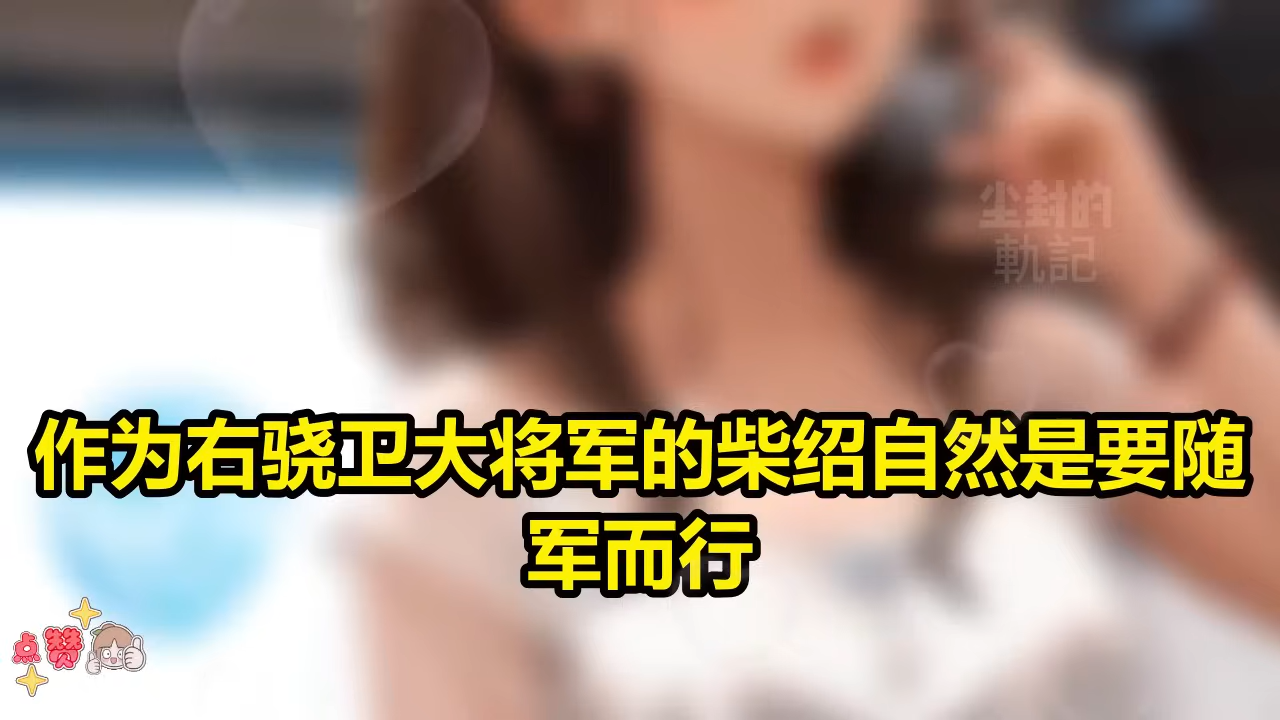 尘封的
軌記
作为右骁卫大将军的柴绍自然是要随
军而行
点赞